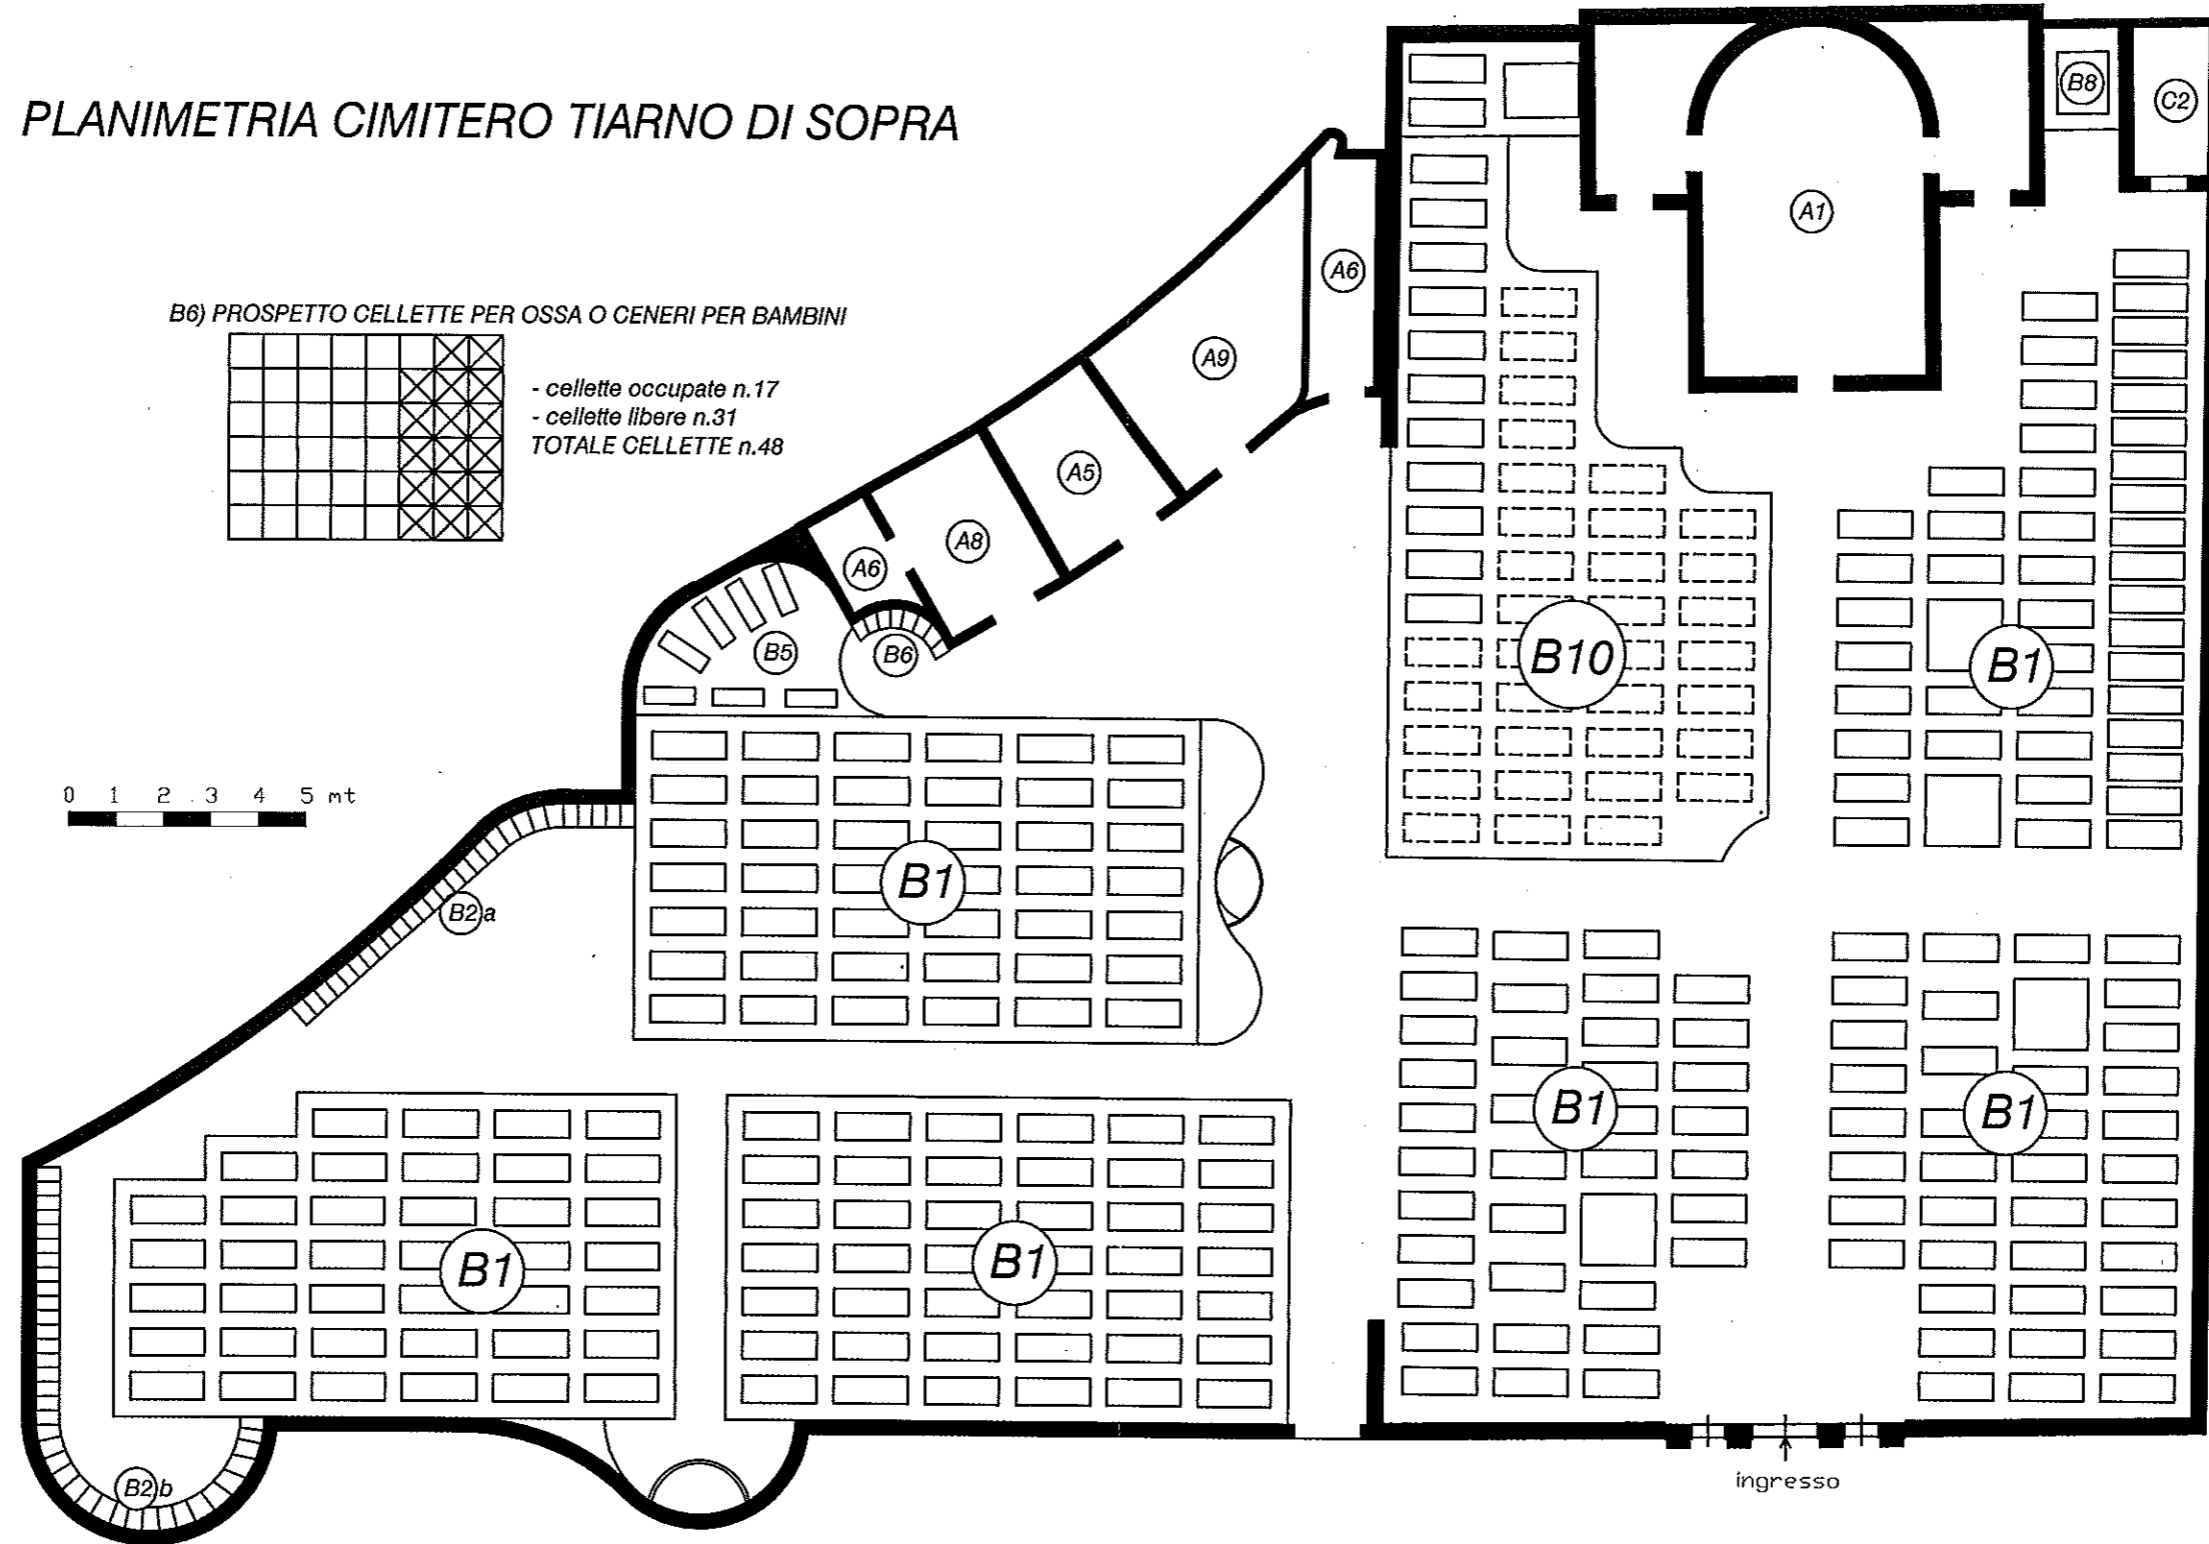 PLANIMETRIA CIMITERO TIARNO DI SOPRA
B6) PROSPETTO CELLETTE PER OSSA O CENERI PER BAMBINI
- cellette occupate n.17
- cellette libere n.31
TOTALE CELLETTE n.48
B8
C2
A1
A6
A9
A5
A8
A6
B5
B6
B10
B1
0 1 2 3 4 5 mt
B1
B2a
B1
B1
B1
B1
B2b
ingresso